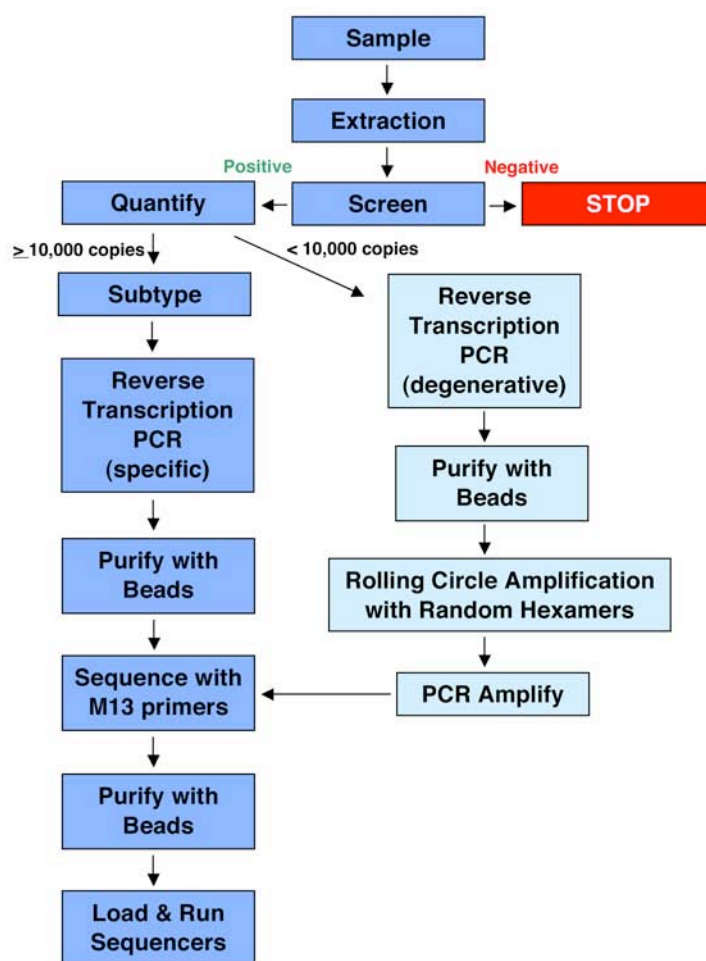 Sample
Extraction
Positive
Negative
Quantify
Screen
STOP
≥ 10,000 copies
< 10,000 copies
Subtype
Reverse
Transcription
PCR
(degenerative)
Reverse
Transcription
PCR
(specific)
Purify with
Beads
Purify with
Beads
Rolling Circle Amplification
with Random Hexamers
Sequence with
M13 primers
PCR Amplify
Purify with
Beads
Load & Run
Sequencers